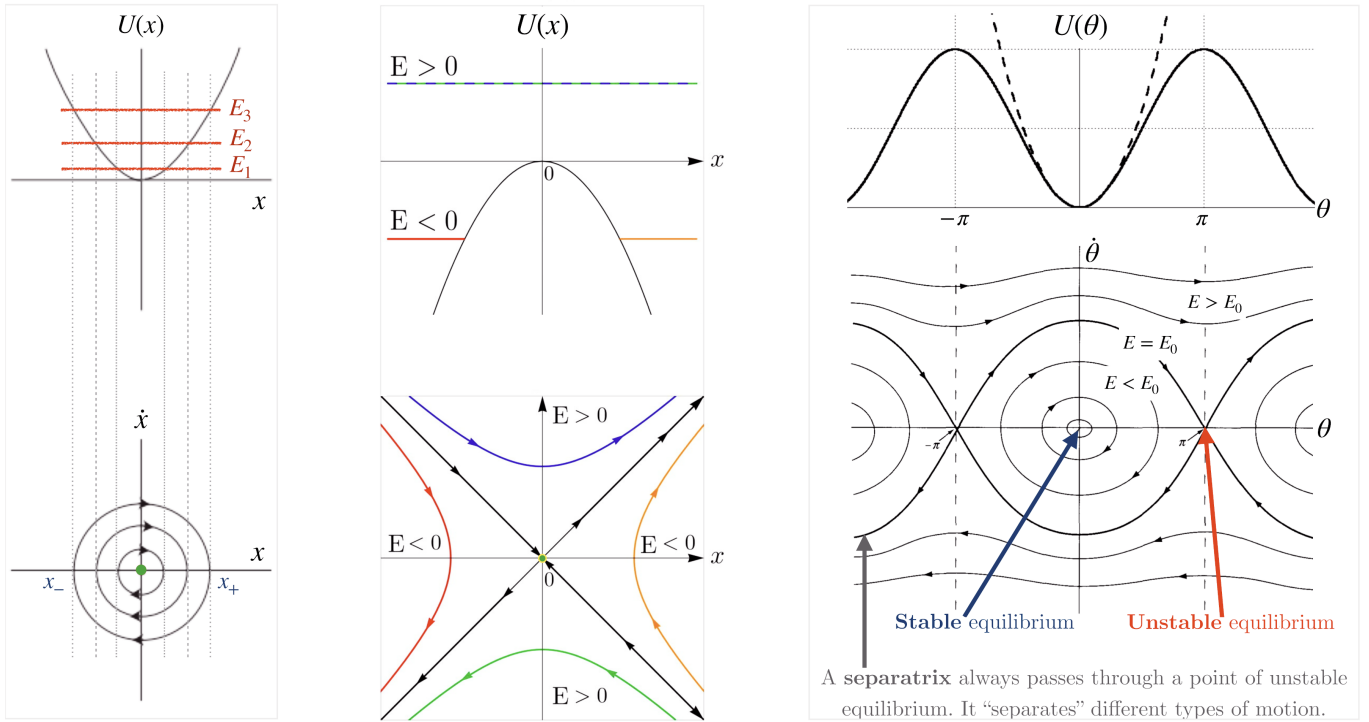 U(x)
E₃
E₂
E₁
x
ẋ
x
x₋
x₊
U(x)
E > 0
x
0
E < 0
E > 0
E < 0
E < 0
x
0
E > 0
U(θ)
−π
π
θ
θ̇
E > E₀
E = E₀
E < E₀
θ
−π
π
Stable equilibrium
Unstable equilibrium
A separatrix always passes through a point of unstable
equilibrium. It “separates” different types of motion.